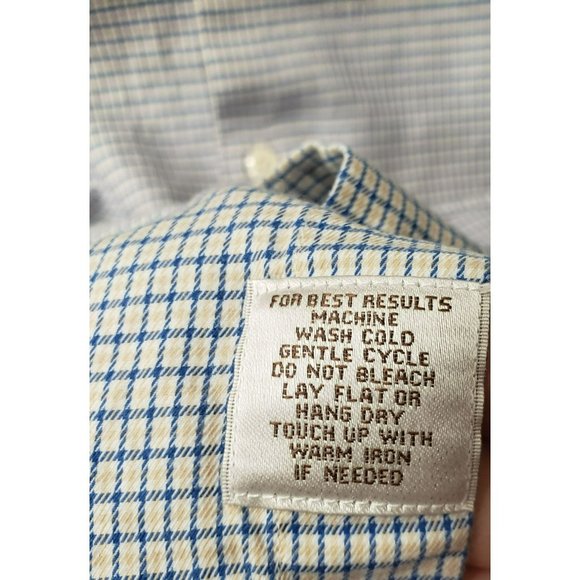 FOR BEST RESULTS
MACHINE
WASH COLD
GENTLE CYCLE
DO NOT BLEACH
LAY FLAT OR
HANG DRY
TOUCH UP WITH
WARM IRON
IF NEEDED